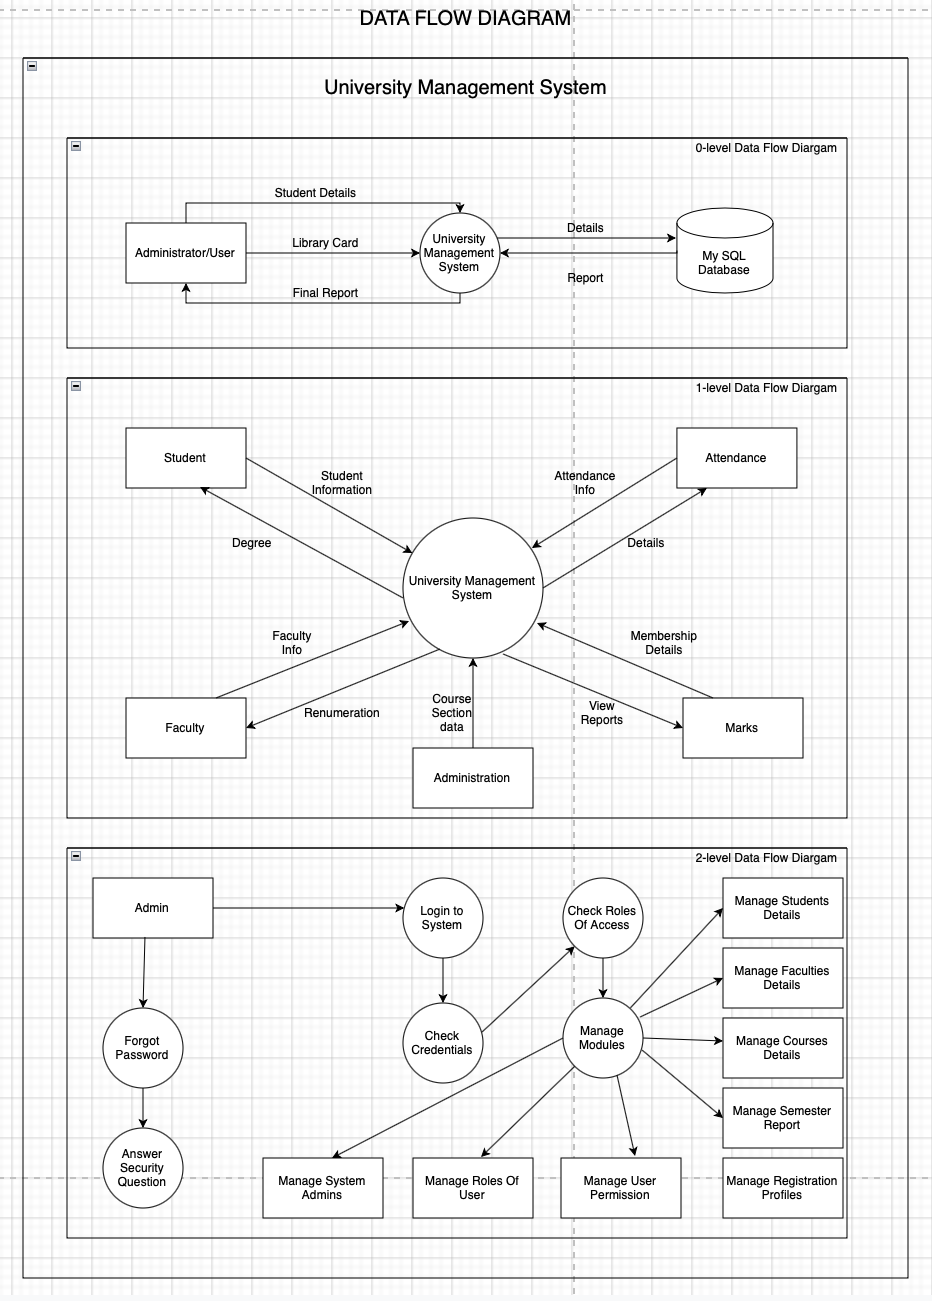 DATA FLOW DIAGRAM
University Management System
0-level Data Flow Diargam
Student Details
Administrator/User
Library Card
Final Report
University
Management
System
Details
Report
My SQL
Database
1-level Data Flow Diargam
Student
Student
Information
Attendance
Info
Attendance
Degree
Details
University Management
System
Faculty
Info
Membership
Details
Faculty
Renumeration
Course
Section
data
View
Reports
Marks
Administration
2-level Data Flow Diargam
Admin
Login to
System
Check Roles
Of Access
Manage Students
Details
Manage Faculties
Details
Forgot
Password
Check
Credentials
Manage
Modules
Manage Courses
Details
Manage Semester
Report
Answer
Security
Question
Manage System
Admins
Manage Roles Of
User
Manage User
Permission
Manage Registration
Profiles